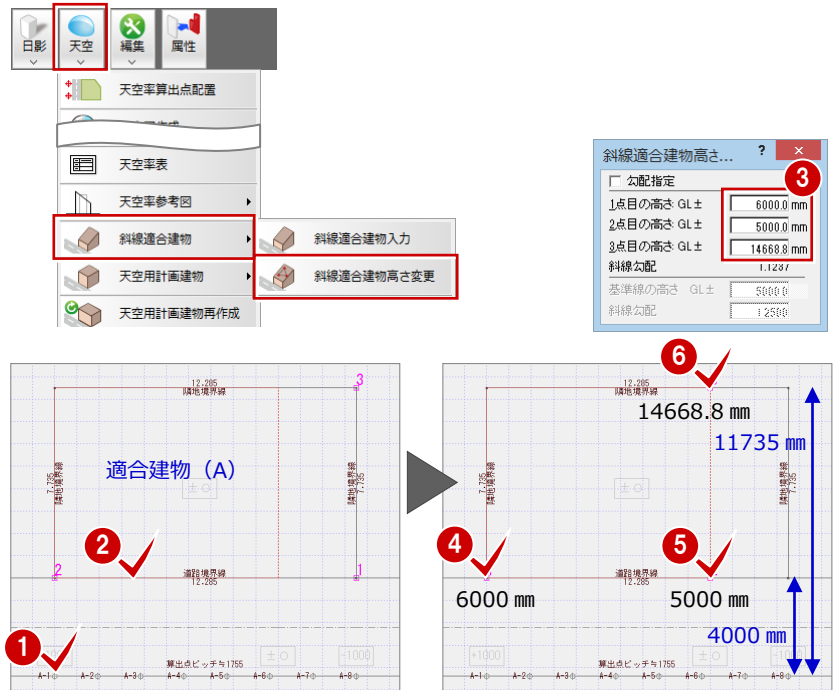 日影
天空
編集
属性
天空率算出点配置
天空率表
天空率参考図
斜線適合建物
天空用計画建物
天空用計画建物再作成
斜線適合建物入力
斜線適合建物高さ変更
斜線適合建物高さ... ?
3
勾配指定
1点目の高さ GL± 6000.0 mm
2点目の高さ GL± 5000.0 mm
3点目の高さ GL± 14668.8 mm
斜線勾配 1.1237
基準線の高さ GL± 5000.0
斜線勾配 1.2500
12.285
隣地境界線
3
適合建物（A）
7.735
隣地境界線
±0
7.735
隣地境界線
2
2
1
道路境界線
12.285
1
±0
-1000
算出点ピッチ≒1755
A-1 A-2 A-3 A-4 A-5 A-6 A-7 A-8
6
12.285
隣地境界線
14668.8 mm
11735 mm
7.735
隣地境界線
±0
7.735
隣地境界線
4
5
道路境界線
12.285
6000 mm
5000 mm
4000 mm
+1000
±0
算出点ピッチ≒1755
A-1 A-2 A-3 A-4 A-5 A-6 A-7 A-8